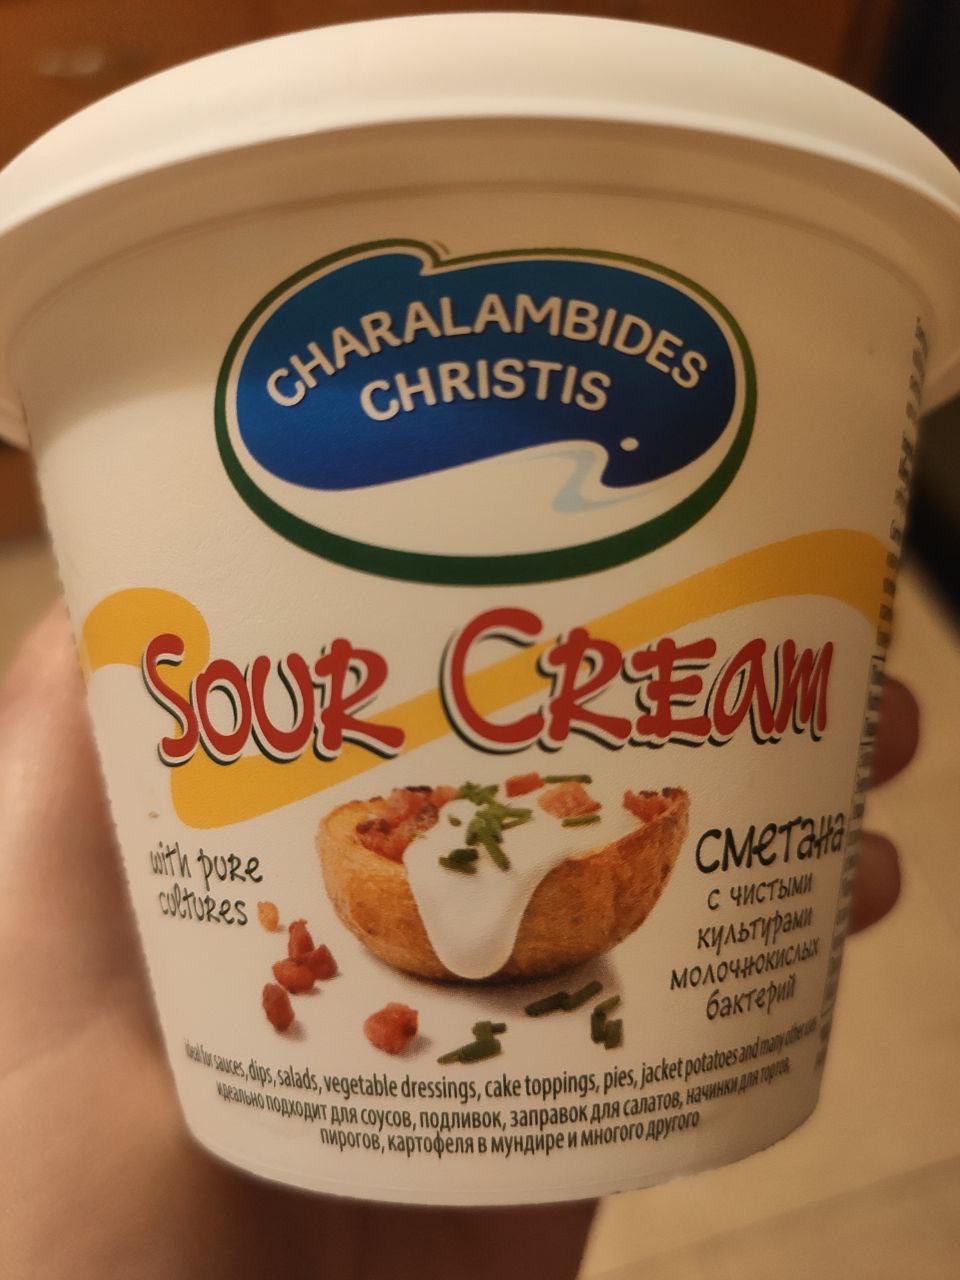 CHARALAMBIDES
CHRISTIS
SOUR CREAM
with pure
cultures
сметана
с чистыми
культурами
молочнокислых
бактерий
ideal for sauces, dips, salads, vegetable dressings, cake toppings, pies, jacket potatoes and many other uses
идеально подходит для соусов, подливок, заправок для салатов, начинки для тортов,
пирогов, картофеля в мундире и многого другого